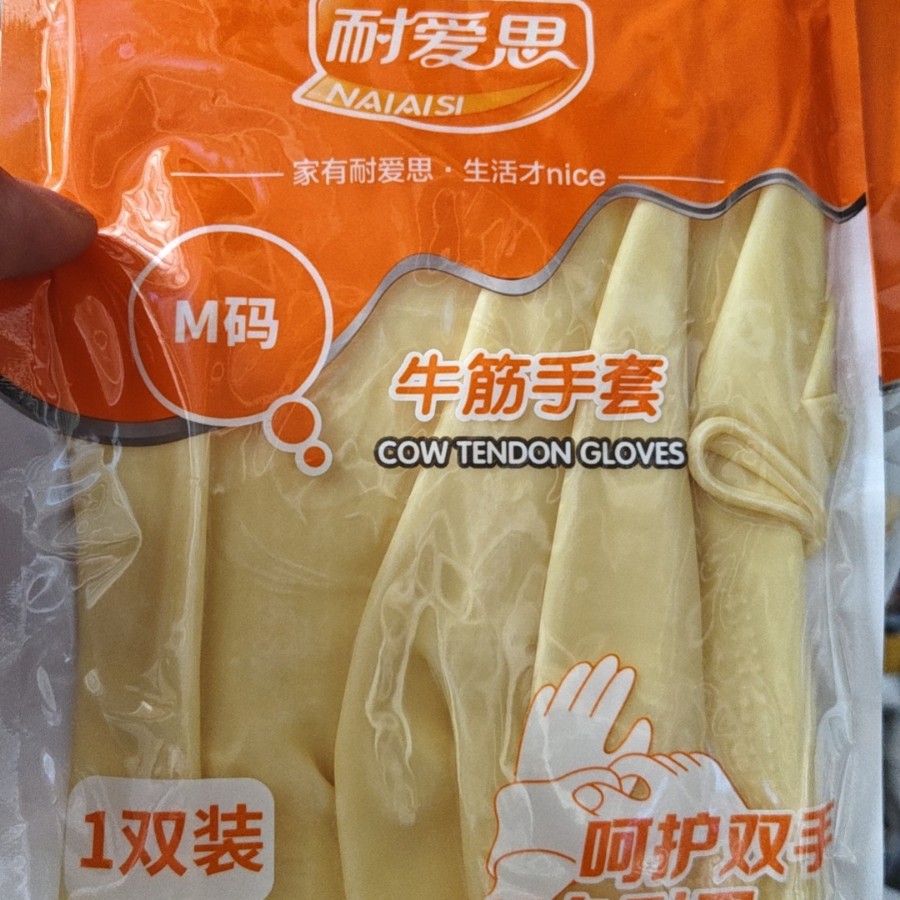 耐爱思
NAIAISI
家有耐爱思·生活才nice
M码
牛筋手套
COW TENDON GLOVES
1双装
呵护双手